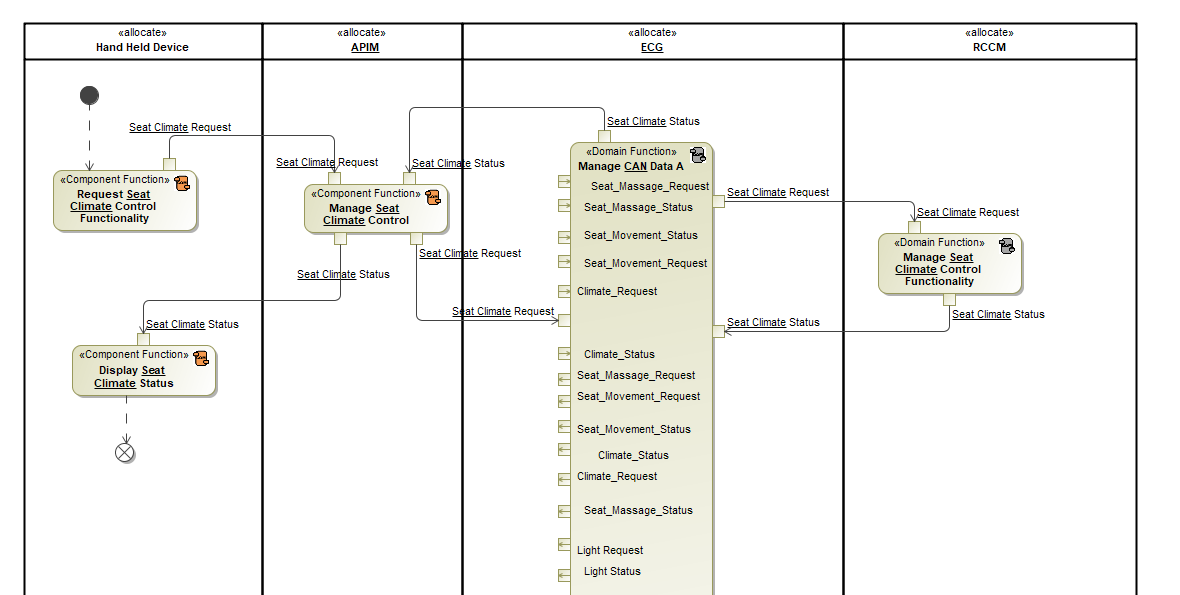 «allocate»
Hand Held Device
«allocate»
APIM
«allocate»
ECG
«allocate»
RCCM
Seat Climate Request
Seat Climate Request
Seat Climate Status
Seat Climate Status
«Component Function»
Request Seat
Climate Control
Functionality
«Component Function»
Manage Seat
Climate Control
Seat Climate Status
Seat Climate Request
Seat Climate Request
Seat Climate Status
«Component Function»
Display Seat
Climate Status
«Domain Function»
Manage CAN Data A
Seat_Massage_Request
Seat_Massage_Status
Seat_Movement_Status
Seat_Movement_Request
Climate_Request
Climate_Status
Seat_Massage_Request
Seat_Movement_Request
Seat_Movement_Status
Climate_Status
Climate_Request
Seat_Massage_Status
Light Request
Light Status
Seat Climate Request
Seat Climate Request
«Domain Function»
Manage Seat
Climate Control
Functionality
Seat Climate Status
Seat Climate Status